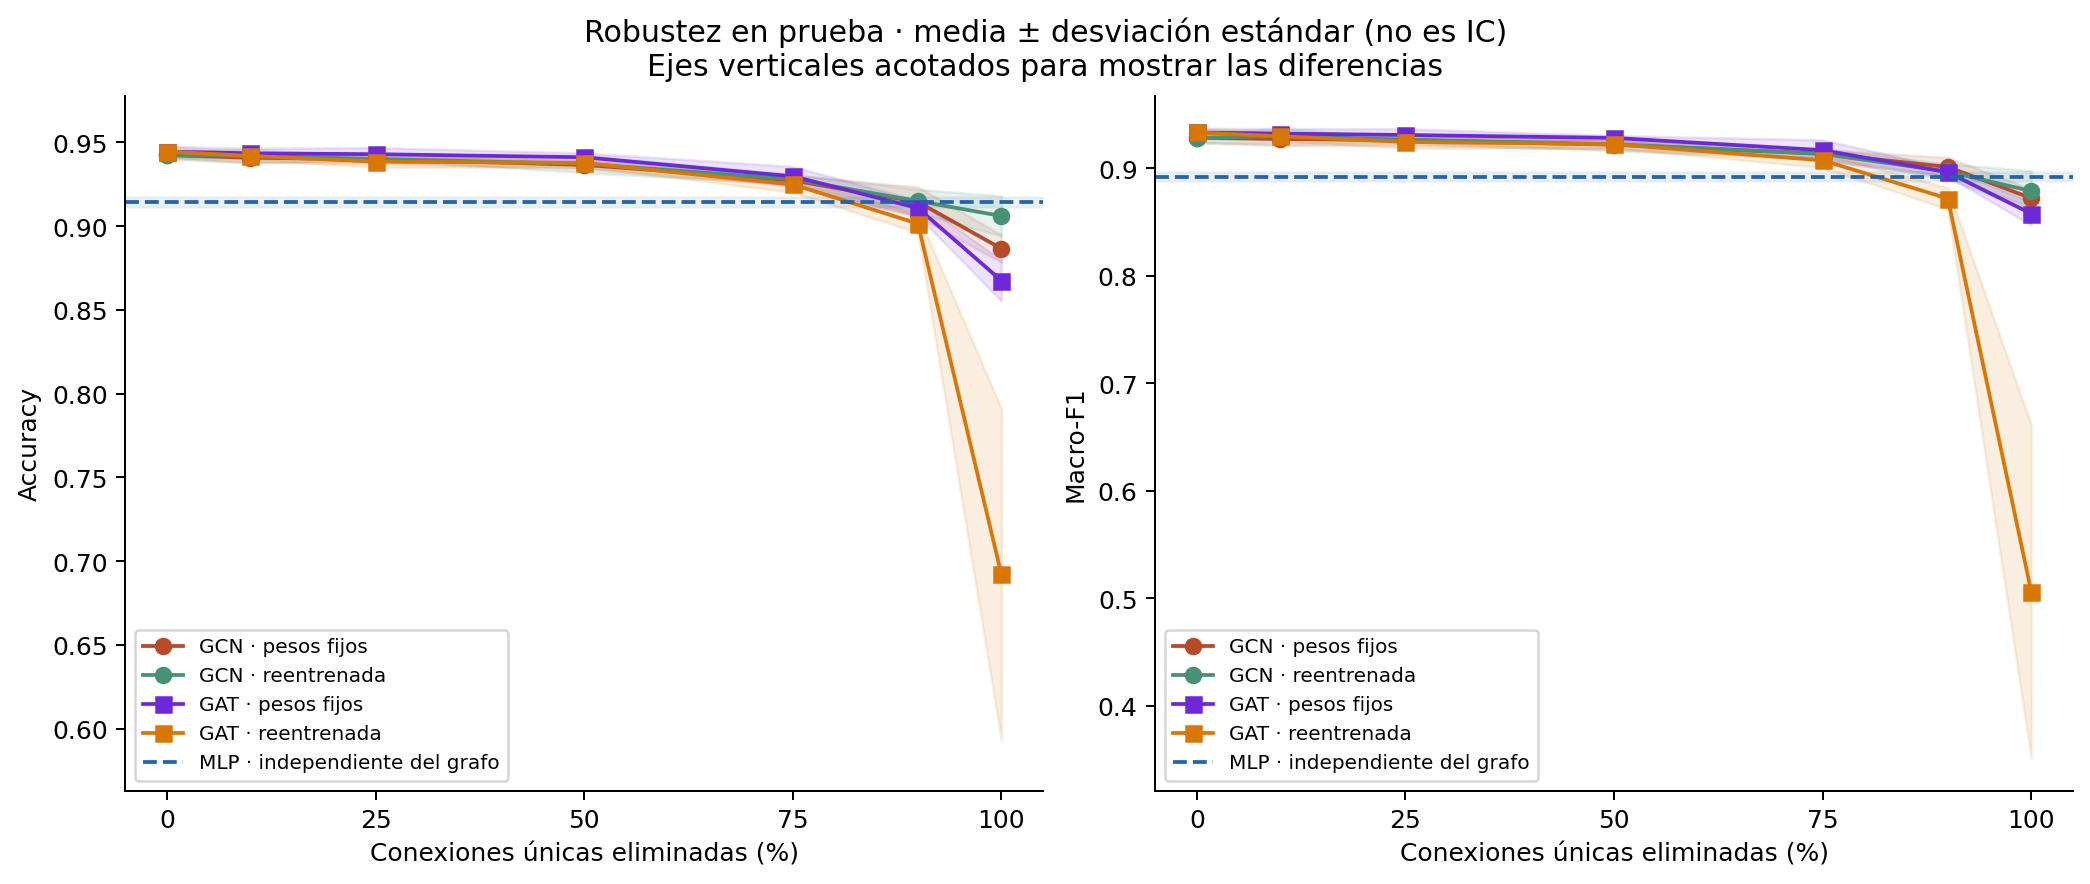 Robustez en prueba · media ± desviación estándar (no es IC)
Ejes verticales acotados para mostrar las diferencias
Accuracy
0.95
0.90
0.85
0.80
0.75
0.70
0.65
0.60
GCN · pesos fijos
GCN · reentrenada
GAT · pesos fijos
GAT · reentrenada
MLP · independiente del grafo
0 25 50 75 100
Conexiones únicas eliminadas (%)
Macro-F1
0.9
0.8
0.7
0.6
0.5
0.4
GCN · pesos fijos
GCN · reentrenada
GAT · pesos fijos
GAT · reentrenada
MLP · independiente del grafo
0 25 50 75 100
Conexiones únicas eliminadas (%)